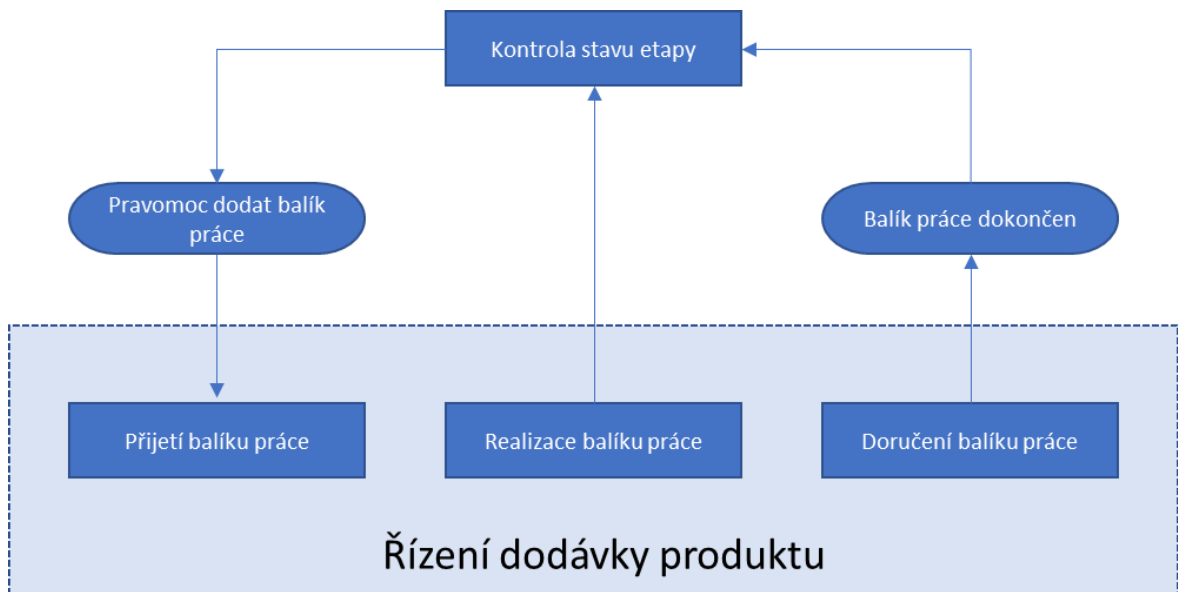 Kontrola stavu etapy
Pravomoc dodat balík
práce
Balík práce dokončen
Přijetí balíku práce
Realizace balíku práce
Doručení balíku práce
Řízení dodávky produktu